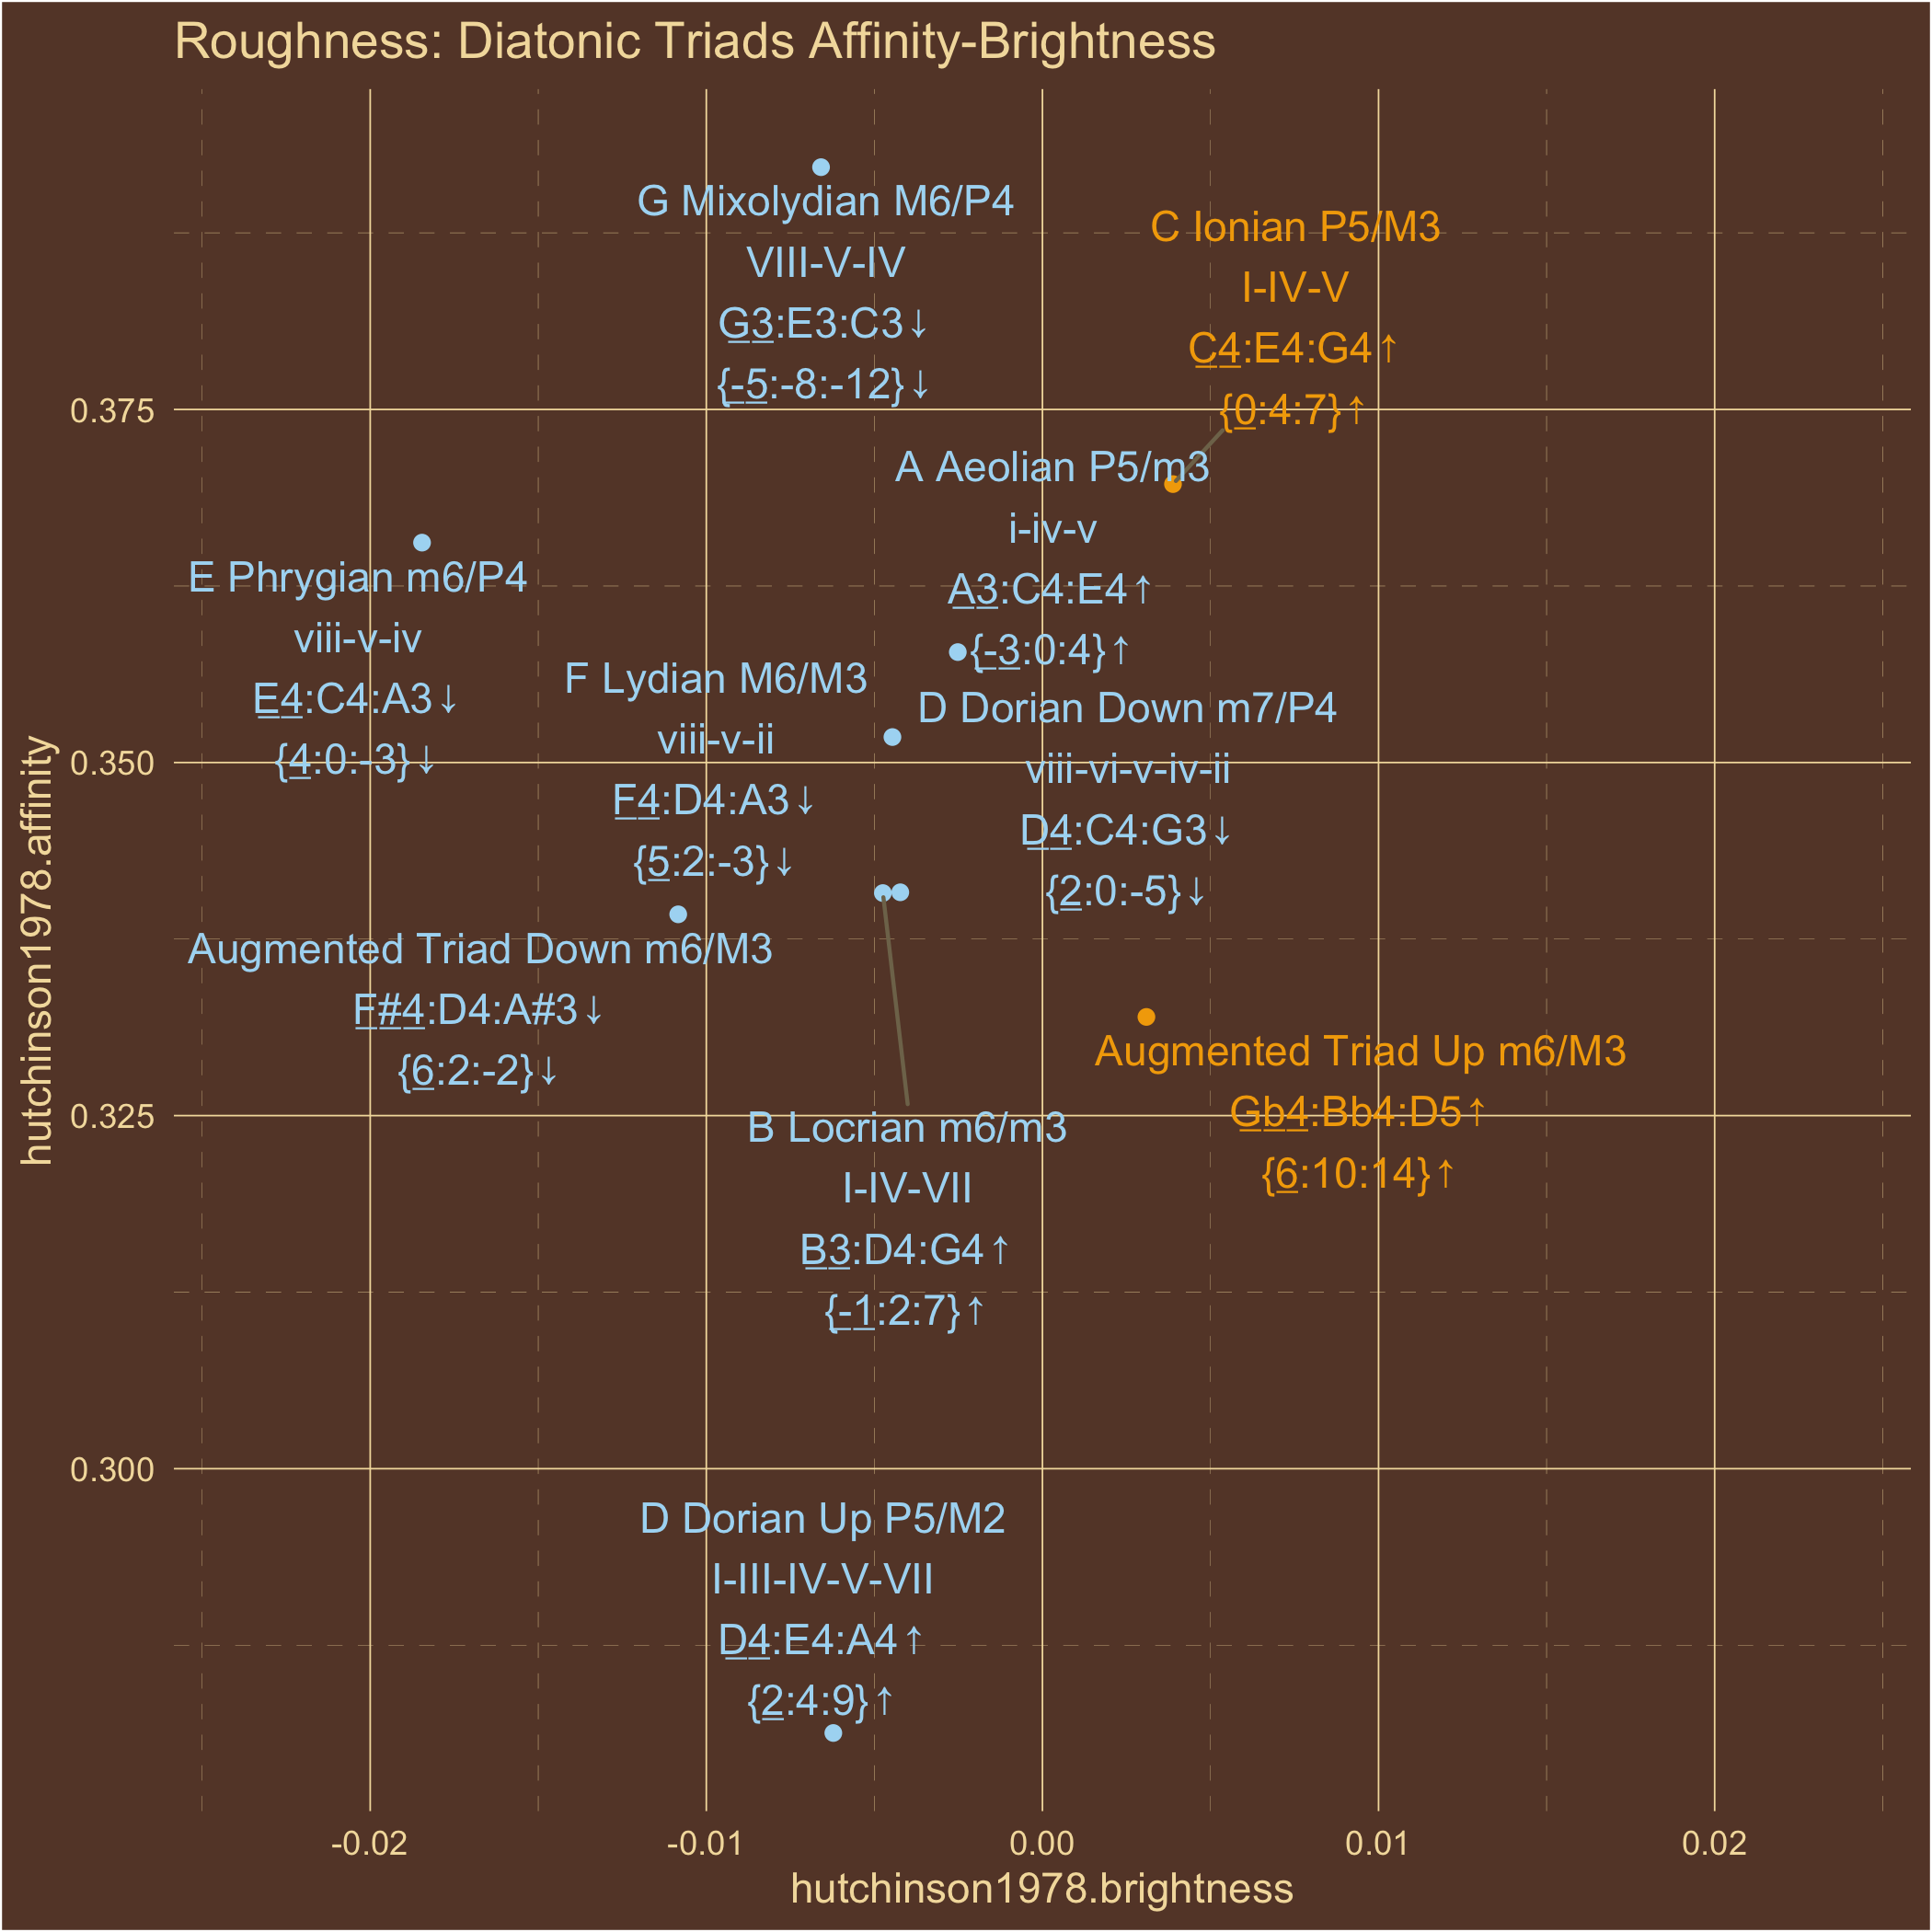 Roughness: Diatonic Triads Affinity-Brightness
G Mixolydian M6/P4
VIII-V-IV
G3:E3:C3↓
{-5:-8:-12}↓
C Ionian P5/M3
I-IV-V
C4:E4:G4↑
{0:4:7}↑
A Aeolian P5/m3
i-iv-v
A3:C4:E4↑
{-3:0:4}↑
E Phrygian m6/P4
viii-v-iv
E4:C4:A3↓
{4:0:-3}↓
F Lydian M6/M3
viii-v-ii
F4:D4:A3↓
{5:2:-3}↓
D Dorian Down m7/P4
viii-vi-v-iv-ii
D4:C4:G3↓
{2:0:-5}↓
Augmented Triad Down m6/M3
F#4:D4:A#3↓
{6:2:-2}↓
Augmented Triad Up m6/M3
Gb4:Bb4:D5↑
{6:10:14}↑
B Locrian m6/m3
I-IV-VII
B3:D4:G4↑
{-1:2:7}↑
D Dorian Up P5/M2
I-III-IV-V-VII
D4:E4:A4↑
{2:4:9}↑
0.375
0.350
0.325
0.300
hutchinson1978.affinity
-0.02
-0.01
0.00
0.01
0.02
hutchinson1978.brightness